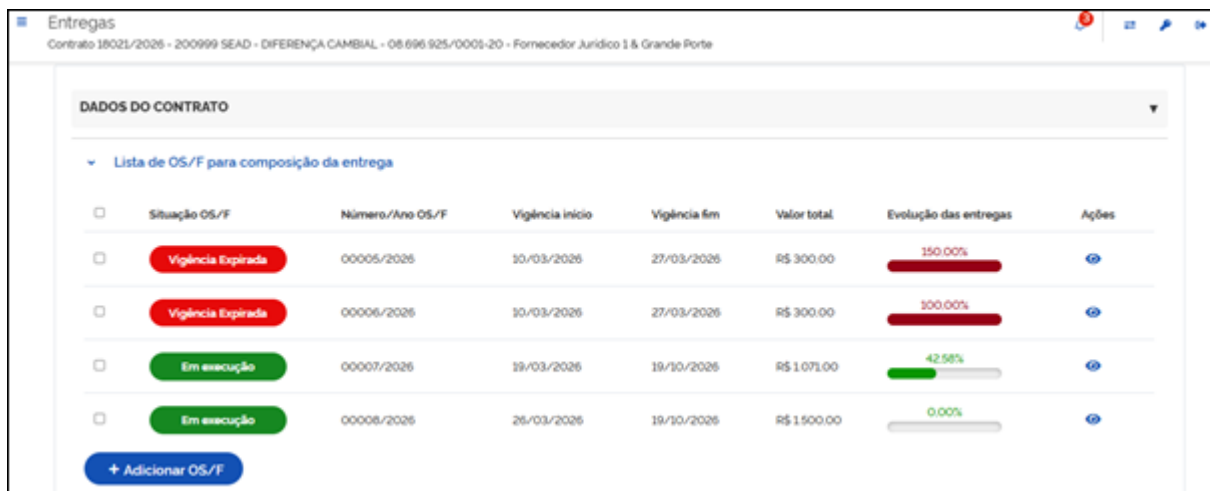 Entregas
3
Contrato 18021/2026 - 200999 SEAD - DIFERENÇA CAMBIAL - 08.696.925/0001-20 - Fornecedor Jurídico 1 & Grande Porte
DADOS DO CONTRATO
Lista de OS/F para composição da entrega
Situação OS/F Número/Ano OS/F Vigência início Vigência fim Valor total Evolução das entregas Ações
Vigência Expirada 00005/2026 10/03/2026 27/03/2026 R$ 300.00 150.00%
Vigência Expirada 00006/2026 10/03/2026 27/03/2026 R$ 300.00 100.00%
Em execução 00007/2026 19/03/2026 19/10/2026 R$ 1.071.00 42.58%
Em execução 00008/2026 26/03/2026 19/10/2026 R$ 1.500.00 0.00%
+ Adicionar OS/F